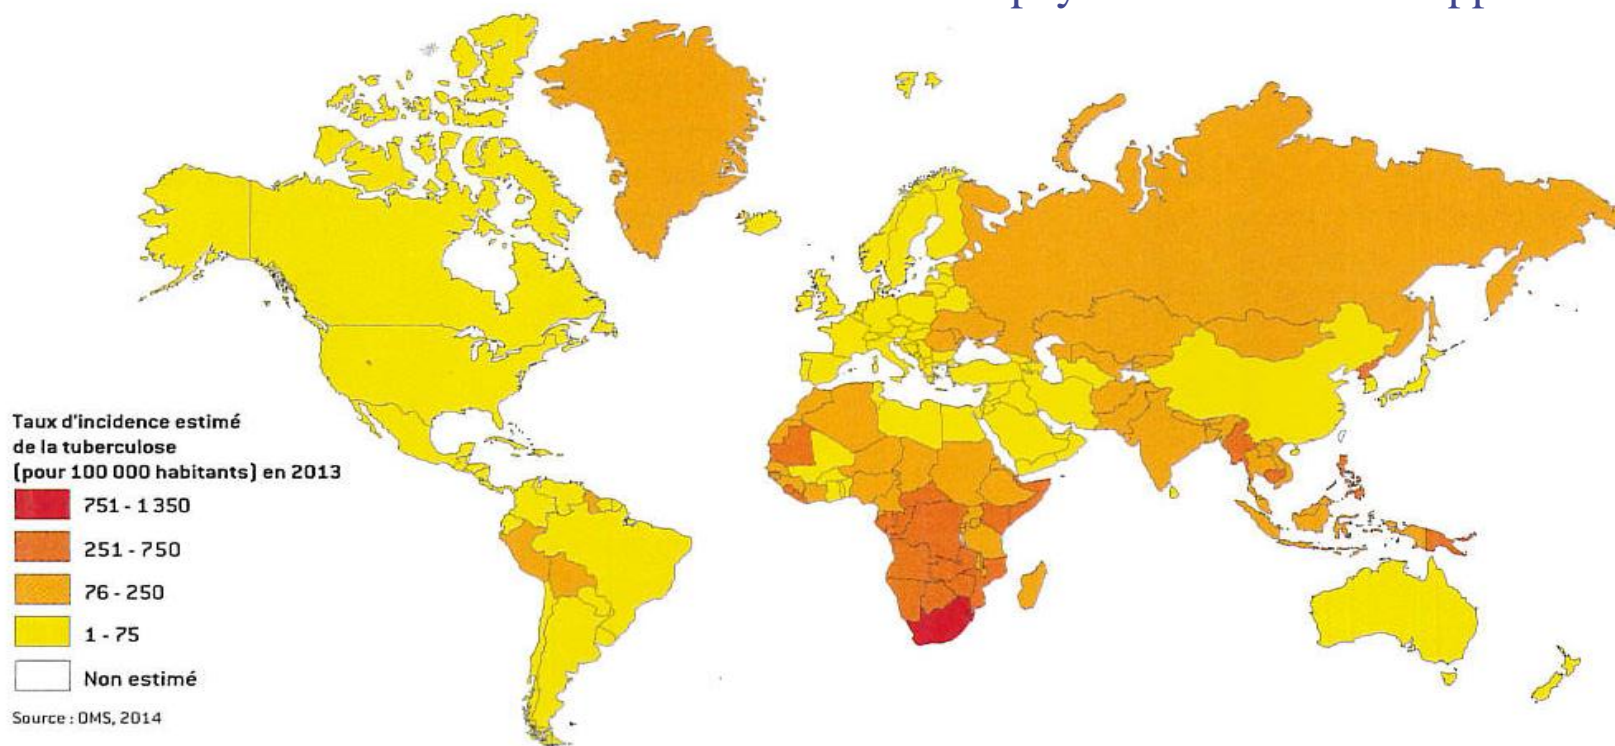 Taux d'incidence estimé
de la tuberculose
(pour 100 000 habitants) en 2013
751 - 1 350
251 - 750
76 - 250
1 - 75
Non estimé
Source : OMS, 2014